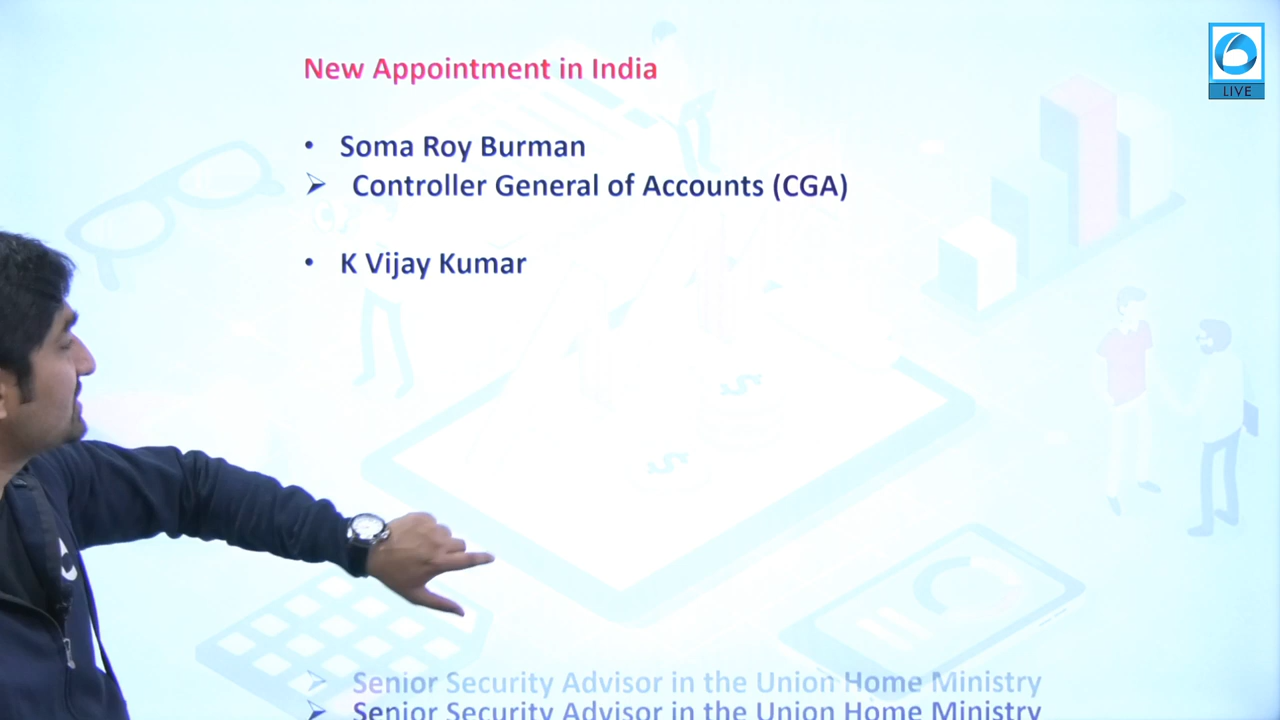 New Appointment in India
LIVE
• Soma Roy Burman
➢ Controller General of Accounts (CGA)
• K Vijay Kumar
➢ Senior Security Advisor in the Union Home Ministry
➢ Senior Security Advisor in the Union Home Ministry